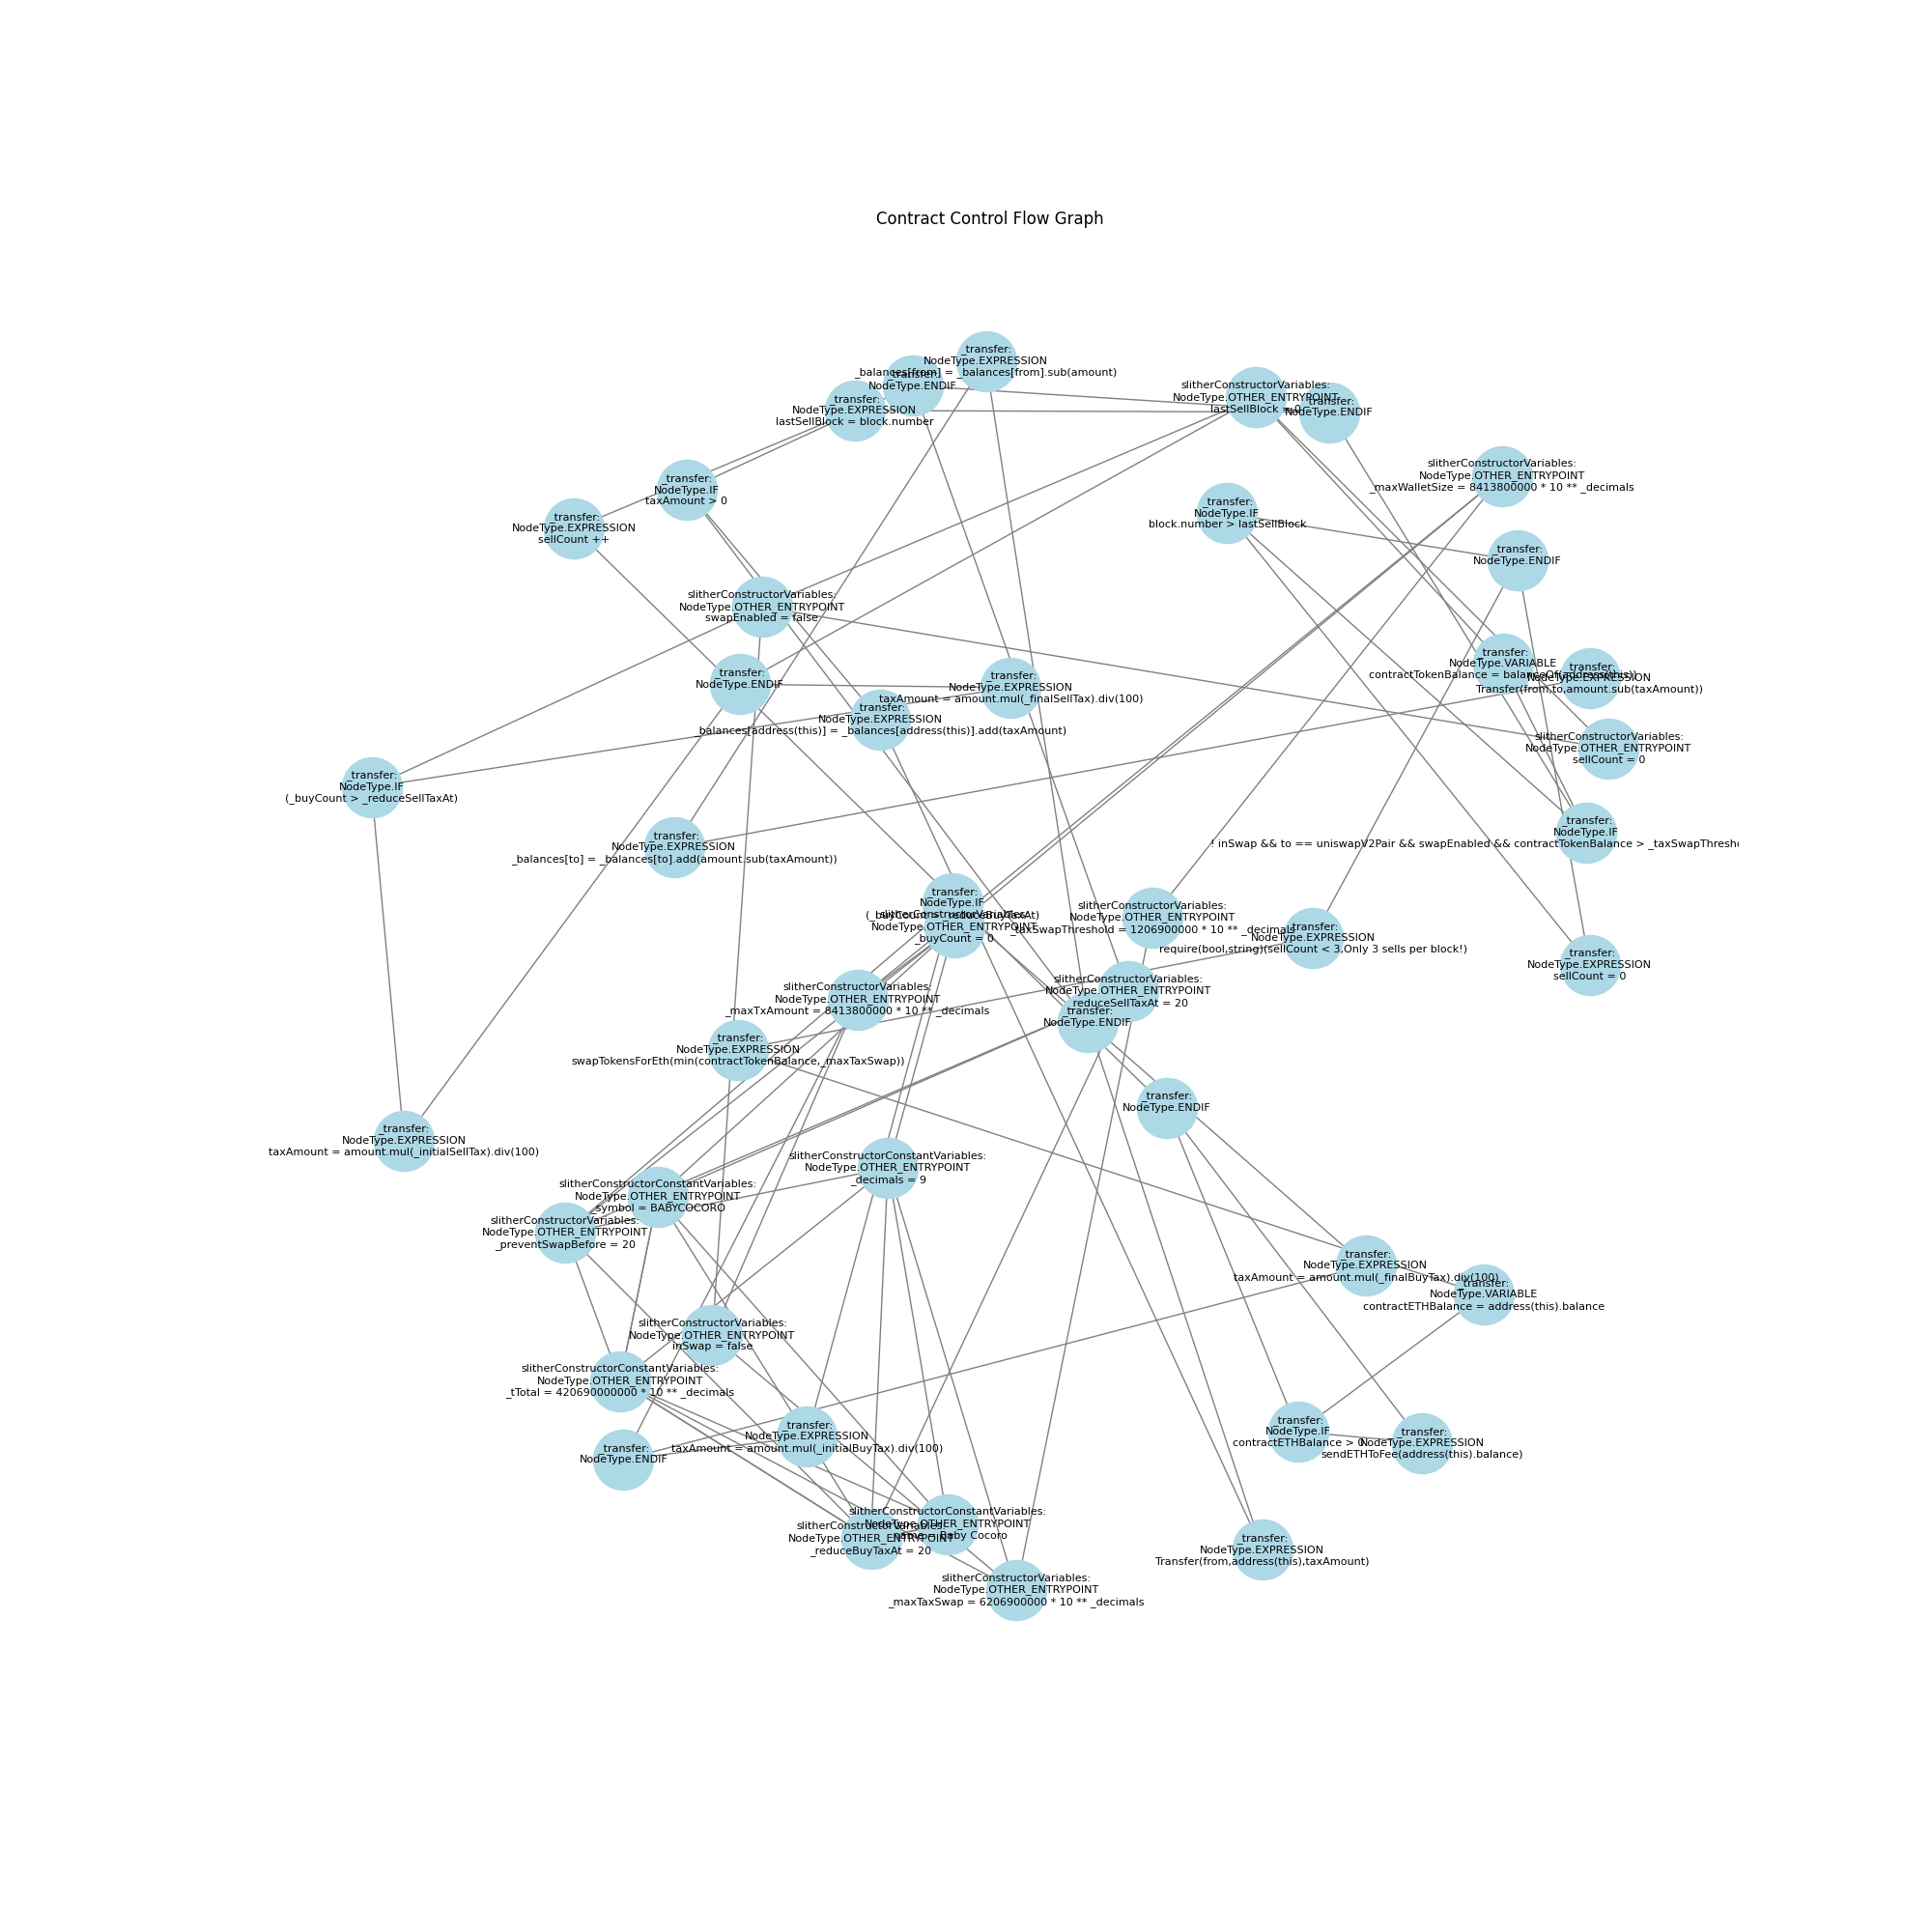 Contract Control Flow Graph
_transfer:
NodeType.EXPRESSION
_balances[from] = _balances[from].sub(amount)
_transfer:
NodeType.ENDIF
_transfer:
NodeType.EXPRESSION
lastSellBlock = block.number
slitherConstructorVariables:
NodeType.OTHER_ENTRYPOINT
lastSellBlock = 0
_transfer:
NodeType.ENDIF
slitherConstructorVariables:
NodeType.OTHER_ENTRYPOINT
_maxWalletSize = 8413800000 * 10 ** _decimals
_transfer:
NodeType.IF
taxAmount > 0
_transfer:
NodeType.IF
block.number > lastSellBlock
_transfer:
NodeType.EXPRESSION
sellCount ++
_transfer:
NodeType.ENDIF
slitherConstructorVariables:
NodeType.OTHER_ENTRYPOINT
swapEnabled = false
_transfer:
NodeType.VARIABLE
contractTokenBalance = balanceOf(address(this))
_transfer:
NodeType.EXPRESSION
Transfer(from,to,amount.sub(taxAmount))
_transfer:
NodeType.ENDIF
_transfer:
NodeType.EXPRESSION
taxAmount = amount.mul(_finalSellTax).div(100)
_transfer:
NodeType.EXPRESSION
_balances[address(this)] = _balances[address(this)].add(taxAmount)
slitherConstructorVariables:
NodeType.OTHER_ENTRYPOINT
sellCount = 0
_transfer:
NodeType.IF
(_buyCount > _reduceSellTaxAt)
_transfer:
NodeType.IF
! inSwap && to == uniswapV2Pair && swapEnabled && contractTokenBalance > _taxSwapThresh
_transfer:
NodeType.EXPRESSION
_balances[to] = _balances[to].add(amount.sub(taxAmount))
_transfer:
NodeType.IF
slitherConstructorVariables:
NodeType.OTHER_ENTRYPOINT
_buyCount = 0
slitherConstructorVariables:
NodeType.OTHER_ENTRYPOINT
_taxSwapThreshold = 1206900000 * 10 ** _decimals
_transfer:
NodeType.EXPRESSION
require(bool,string)(sellCount < 3,Only 3 sells per block!)
_transfer:
NodeType.EXPRESSION
sellCount = 0
slitherConstructorVariables:
NodeType.OTHER_ENTRYPOINT
_maxTxAmount = 8413800000 * 10 ** _decimals
slitherConstructorVariables:
NodeType.OTHER_ENTRYPOINT
_reduceSellTaxAt = 20
_transfer:
NodeType.ENDIF
_transfer:
NodeType.EXPRESSION
swapTokensForEth(min(contractTokenBalance,_maxTaxSwap))
_transfer:
NodeType.ENDIF
_transfer:
NodeType.EXPRESSION
taxAmount = amount.mul(_initialSellTax).div(100)
slitherConstructorConstantVariables:
NodeType.OTHER_ENTRYPOINT
_decimals = 9
slitherConstructorConstantVariables:
NodeType.OTHER_ENTRYPOINT
_symbol = BABYCOCORO
slitherConstructorVariables:
NodeType.OTHER_ENTRYPOINT
_preventSwapBefore = 20
_transfer:
NodeType.EXPRESSION
taxAmount = amount.mul(_finalBuyTax).div(100)
_transfer:
NodeType.VARIABLE
contractETHBalance = address(this).balance
slitherConstructorVariables:
NodeType.OTHER_ENTRYPOINT
inSwap = false
slitherConstructorConstantVariables:
NodeType.OTHER_ENTRYPOINT
_tTotal = 420690000000 * 10 ** _decimals
_transfer:
NodeType.EXPRESSION
taxAmount = amount.mul(_initialBuyTax).div(100)
_transfer:
NodeType.ENDIF
_transfer:
NodeType.IF
contractETHBalance > 0
_transfer:
NodeType.EXPRESSION
sendETHToFee(address(this).balance)
slitherConstructorConstantVariables:
NodeType.OTHER_ENTRYPOINT
Baby Cocoro
slitherConstructorVariables:
NodeType.OTHER_ENTRYPOINT
_reduceBuyTaxAt = 20
_transfer:
NodeType.EXPRESSION
Transfer(from,address(this),taxAmount)
slitherConstructorVariables:
NodeType.OTHER_ENTRYPOINT
_maxTaxSwap = 6206900000 * 10 ** _decimals